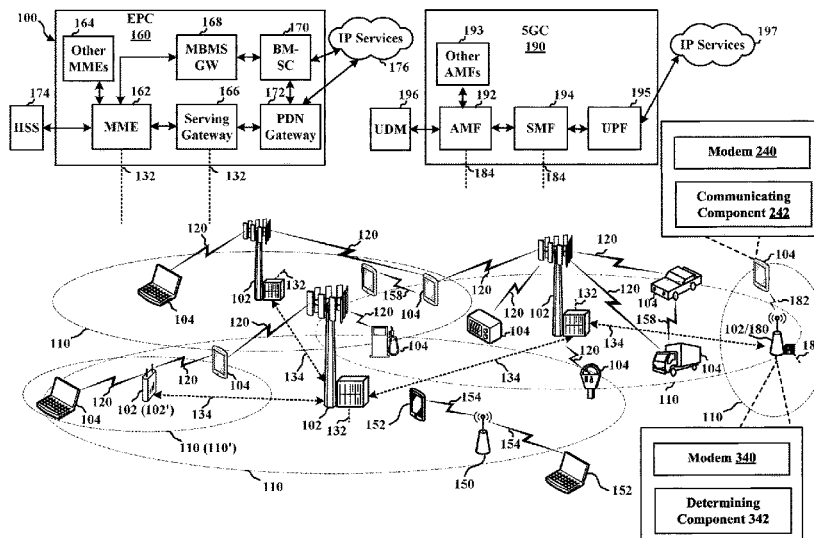 100
EPC
160
164
Other
MMEs
168
MBMS
GW
170
BM-
SC
IP Services
176
174
HSS
162
MME
166
Serving
Gateway
172
PDN
Gateway
132
132
5GC
190
193
Other
AMFs
192
196
UDM
AMF
194
SMF
195
UPF
IP Services
197
184
184
Modem 240
Communicating
Component 242
104
182
102/180
110
120
104
102
132
120
158
104
120
110
120
104
120
102
132
120
120
104
158
104
110
120
104
134
134
134
104
120
102 (102')
120
104
120
134
102
132
110 (110')
110
152
154
150
154
152
Modem 340
Determining
Component 342